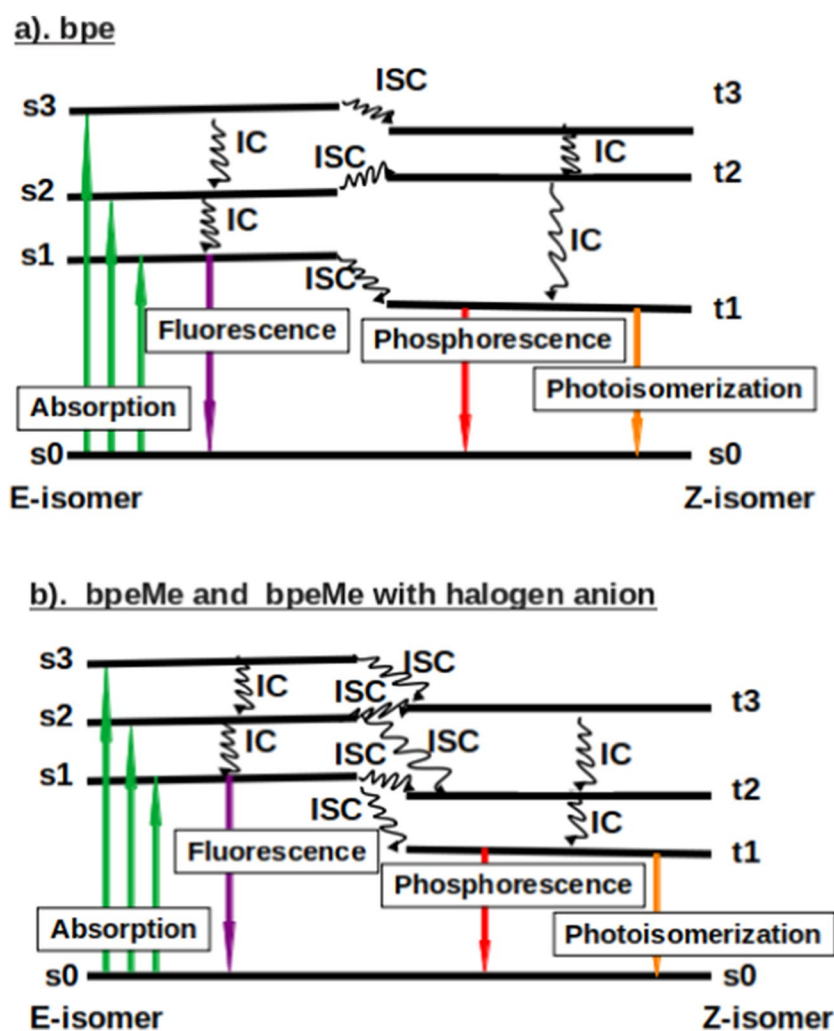 a). bpe
ISC
s3
t3
IC
IC
ISC
t2
s2
IC
IC
s1
ISC
t1
Fluorescence
Phosphorescence
Photoisomerization
Absorption
s0
s0
E-isomer
Z-isomer
b).  bpeMe and  bpeMe with halogen anion
s3
ISC
IC
ISC
t3
s2
IC
ISC
IC
ISC
s1
t2
ISC
IC
Fluorescence
t1
Phosphorescence
Absorption
Photoisomerization
s0
s0
E-isomer
Z-isomer